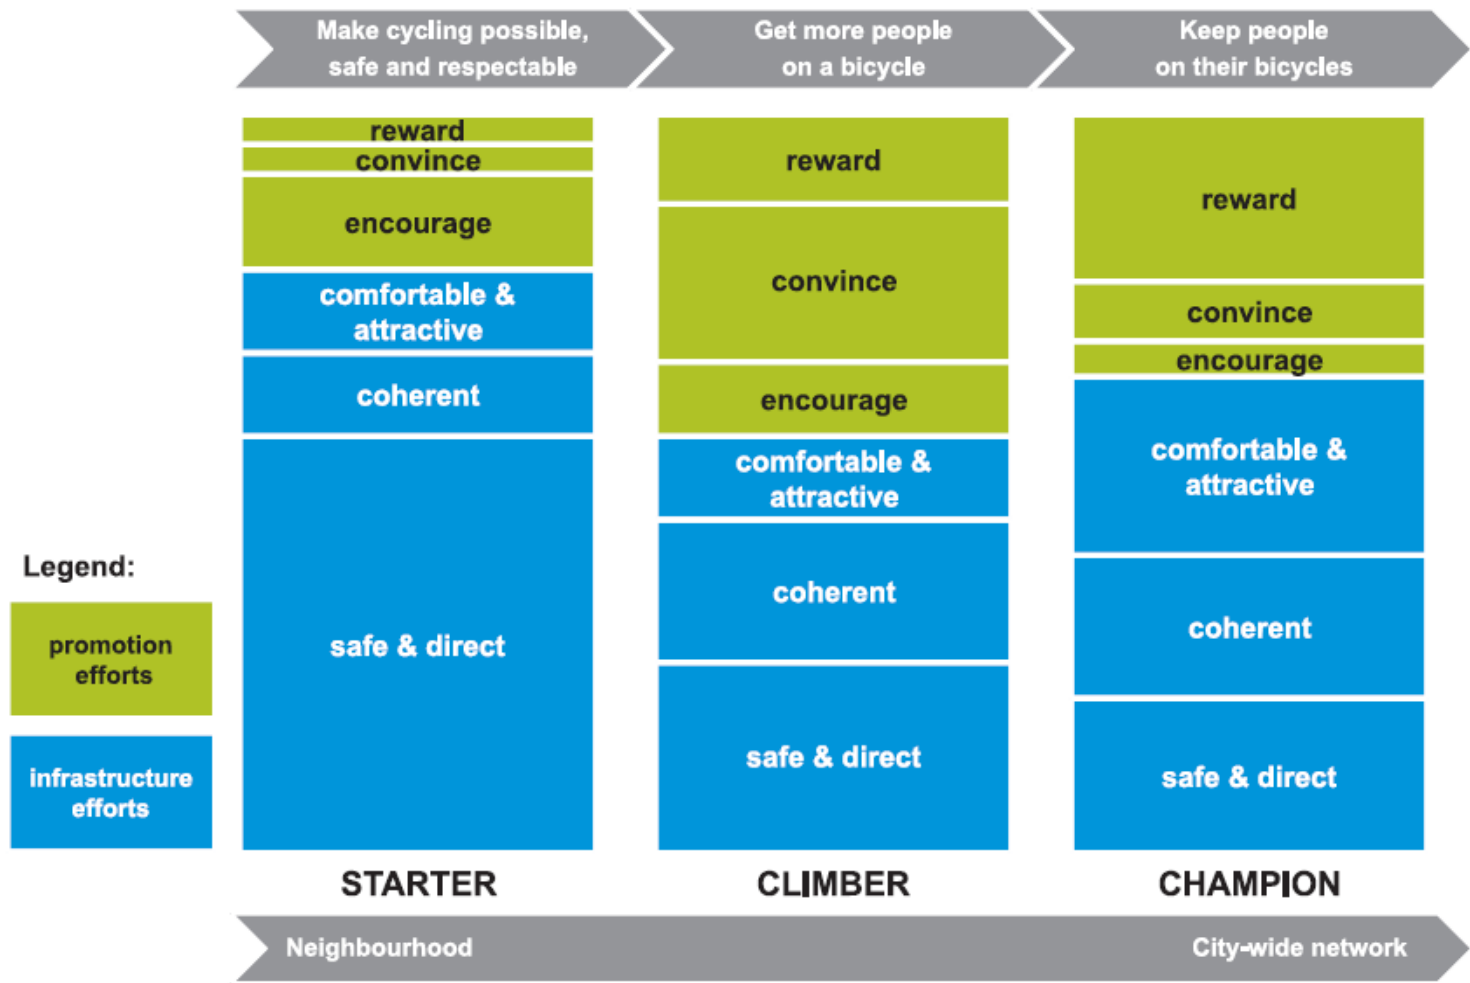 Make cycling possible,
safe and respectable
Get more people
on a bicycle
Keep people
on their bicycles
reward
convince
encourage
comfortable &
attractive
coherent
safe & direct
STARTER
reward
convince
encourage
comfortable &
attractive
coherent
safe & direct
CLIMBER
reward
convince
encourage
comfortable &
attractive
coherent
safe & direct
CHAMPION
Legend:
promotion
efforts
infrastructure
efforts
Neighbourhood
City-wide network